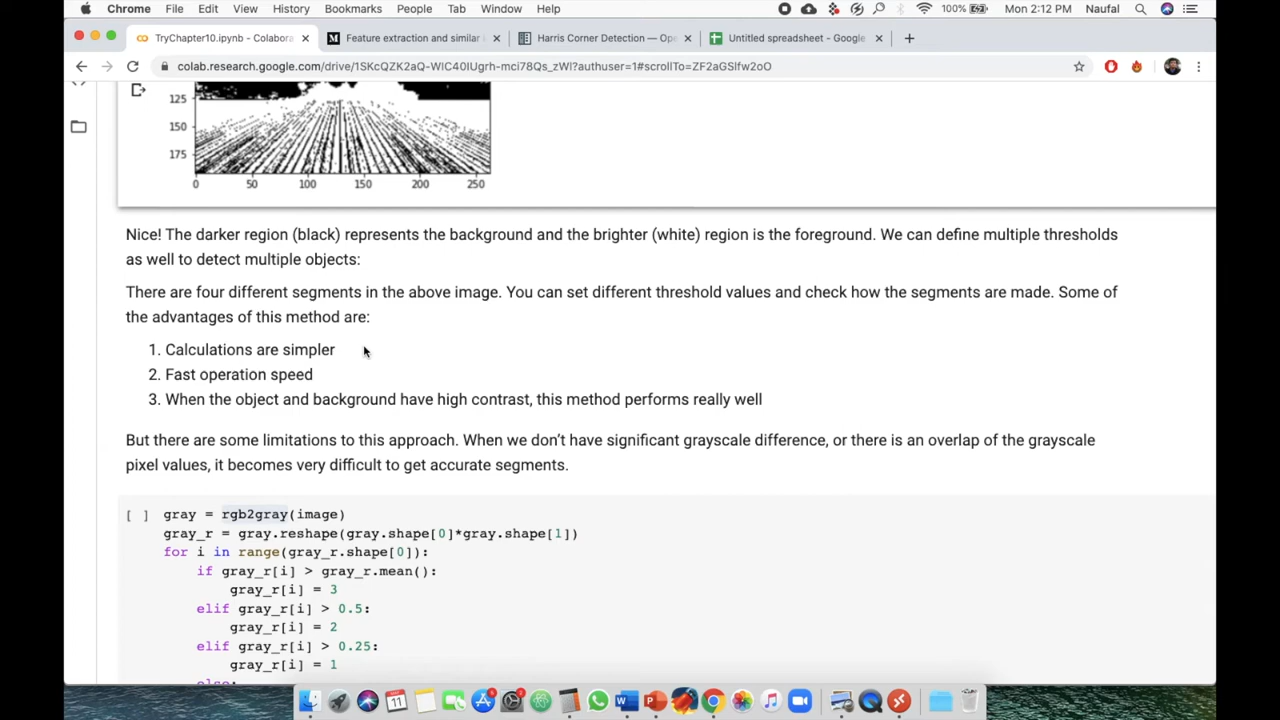 Chrome File Edit View History Bookmarks People Tab Window Help 100% Mon 2:12 PM Naufal
TryChapter10.ipynb - Colabora Feature extraction and similar i Harris Corner Detection — Ope Untitled spreadsheet - Google
colab.research.google.com/drive/1SKcQZK2aQ-WIC40IUgrh-mci78Qs_zWl?authuser=1#scrollTo=ZF2aGSlfw2oO
125
150
175
0 50 100 150 200 250
Nice! The darker region (black) represents the background and the brighter (white) region is the foreground. We can define multiple thresholds
as well to detect multiple objects:
There are four different segments in the above image. You can set different threshold values and check how the segments are made. Some of
the advantages of this method are:
1. Calculations are simpler
2. Fast operation speed
3. When the object and background have high contrast, this method performs really well
But there are some limitations to this approach. When we don't have significant grayscale difference, or there is an overlap of the grayscale
pixel values, it becomes very difficult to get accurate segments.
[ ] gray = rgb2gray(image)
gray_r = gray.reshape(gray.shape[0]*gray.shape[1])
for i in range(gray_r.shape[0]):
if gray_r[i] > gray_r.mean():
gray_r[i] = 3
elif gray_r[i] > 0.5:
gray_r[i] = 2
elif gray_r[i] > 0.25:
gray_r[i] = 1
else: